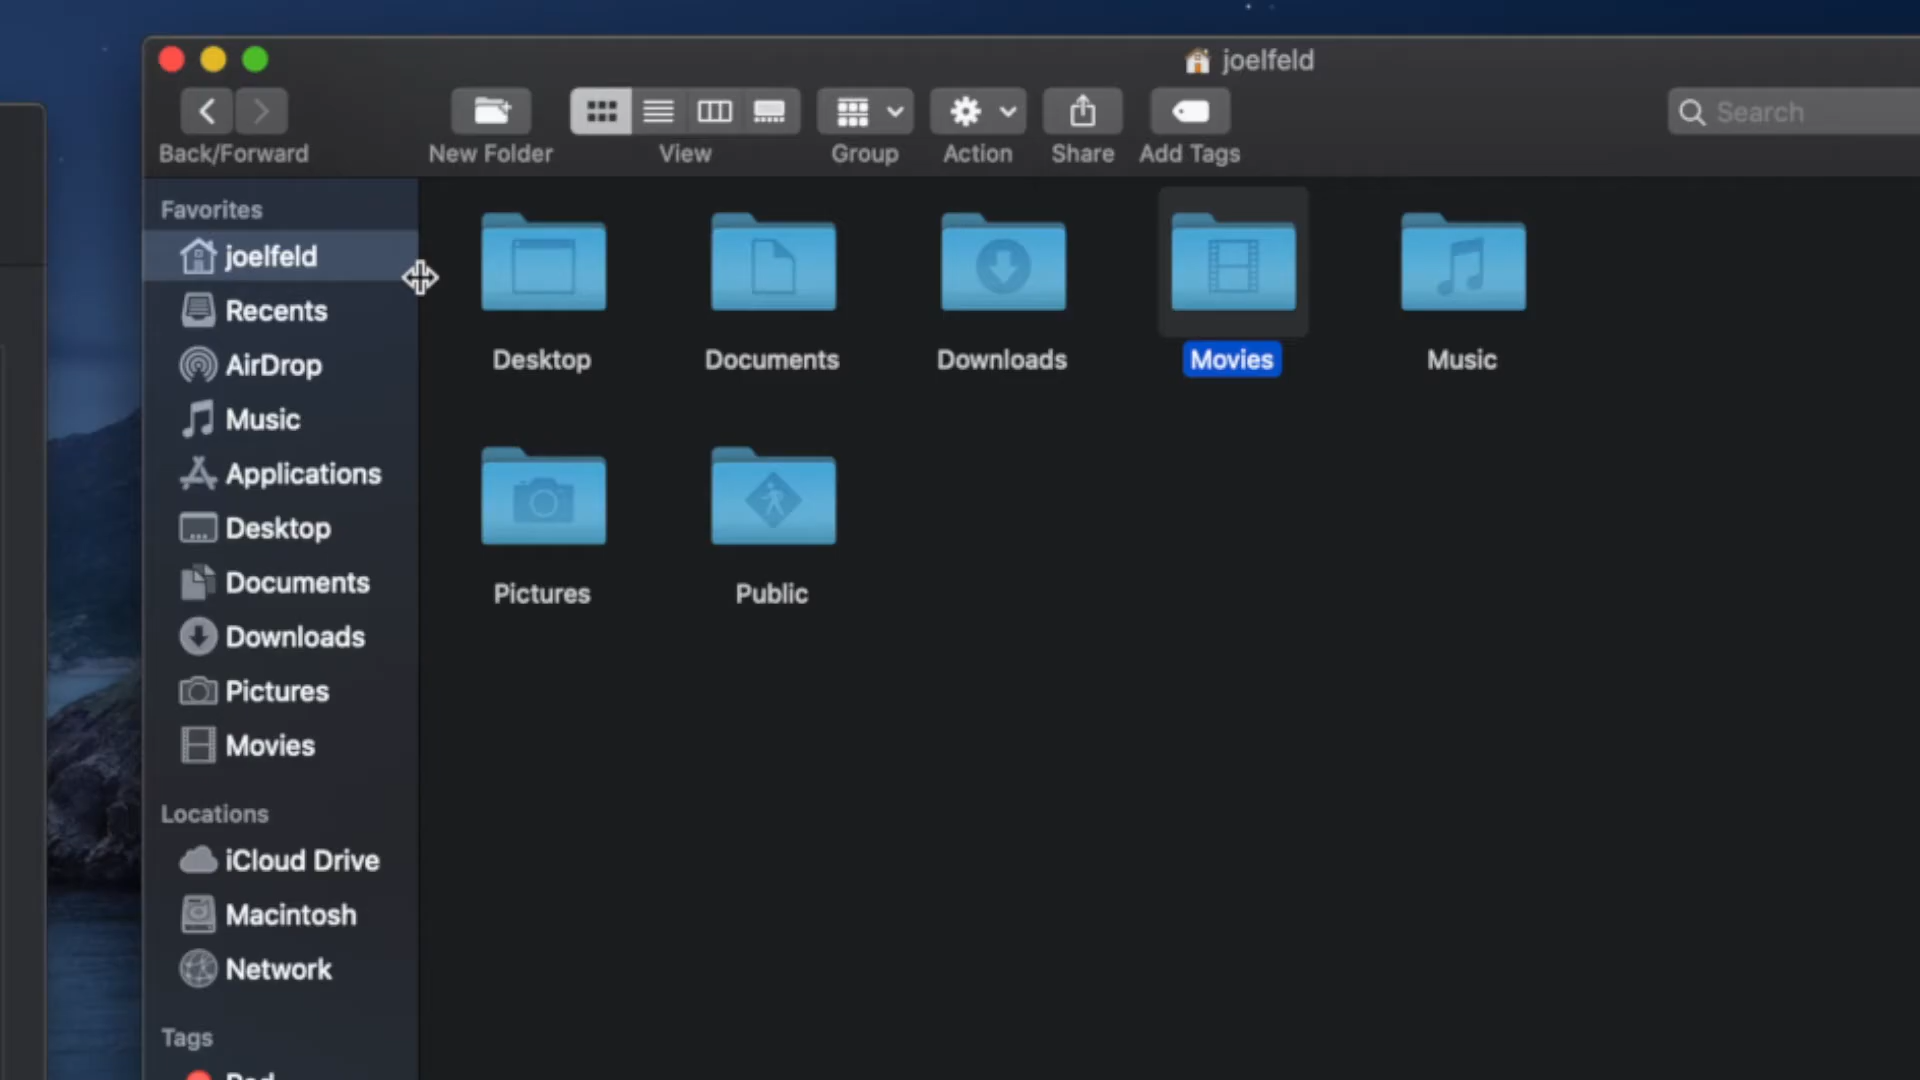 joelfeld
Search
Back/Forward
New Folder
View
Group
Action
Share
Add Tags
Favorites
joelfeld
Recents
AirDrop
Music
Applications
Desktop
Documents
Downloads
Pictures
Movies
Locations
iCloud Drive
Macintosh
Network
Tags
Red
Desktop
Documents
Downloads
Movies
Music
Pictures
Public